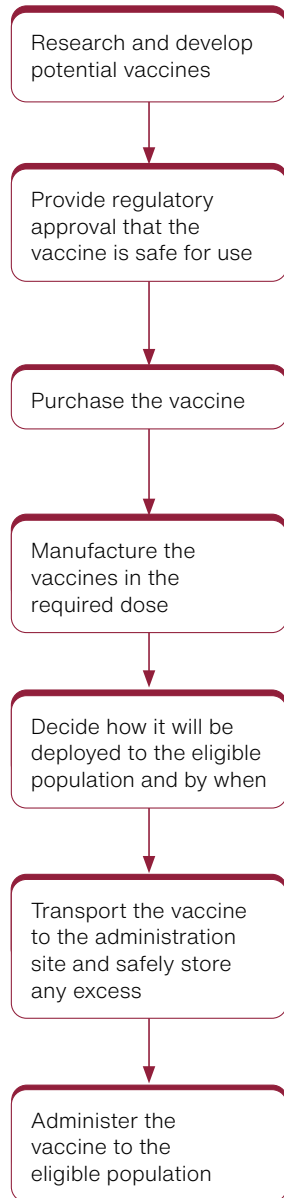 Research and develop
potential vaccines
Provide regulatory
approval that the
vaccine is safe for use
Purchase the vaccine
Manufacture the
vaccines in the
required dose
Decide how it will be
deployed to the eligible
population and by when
Transport the vaccine
to the administration
site and safely store
any excess
Administer the
vaccine to the
eligible population